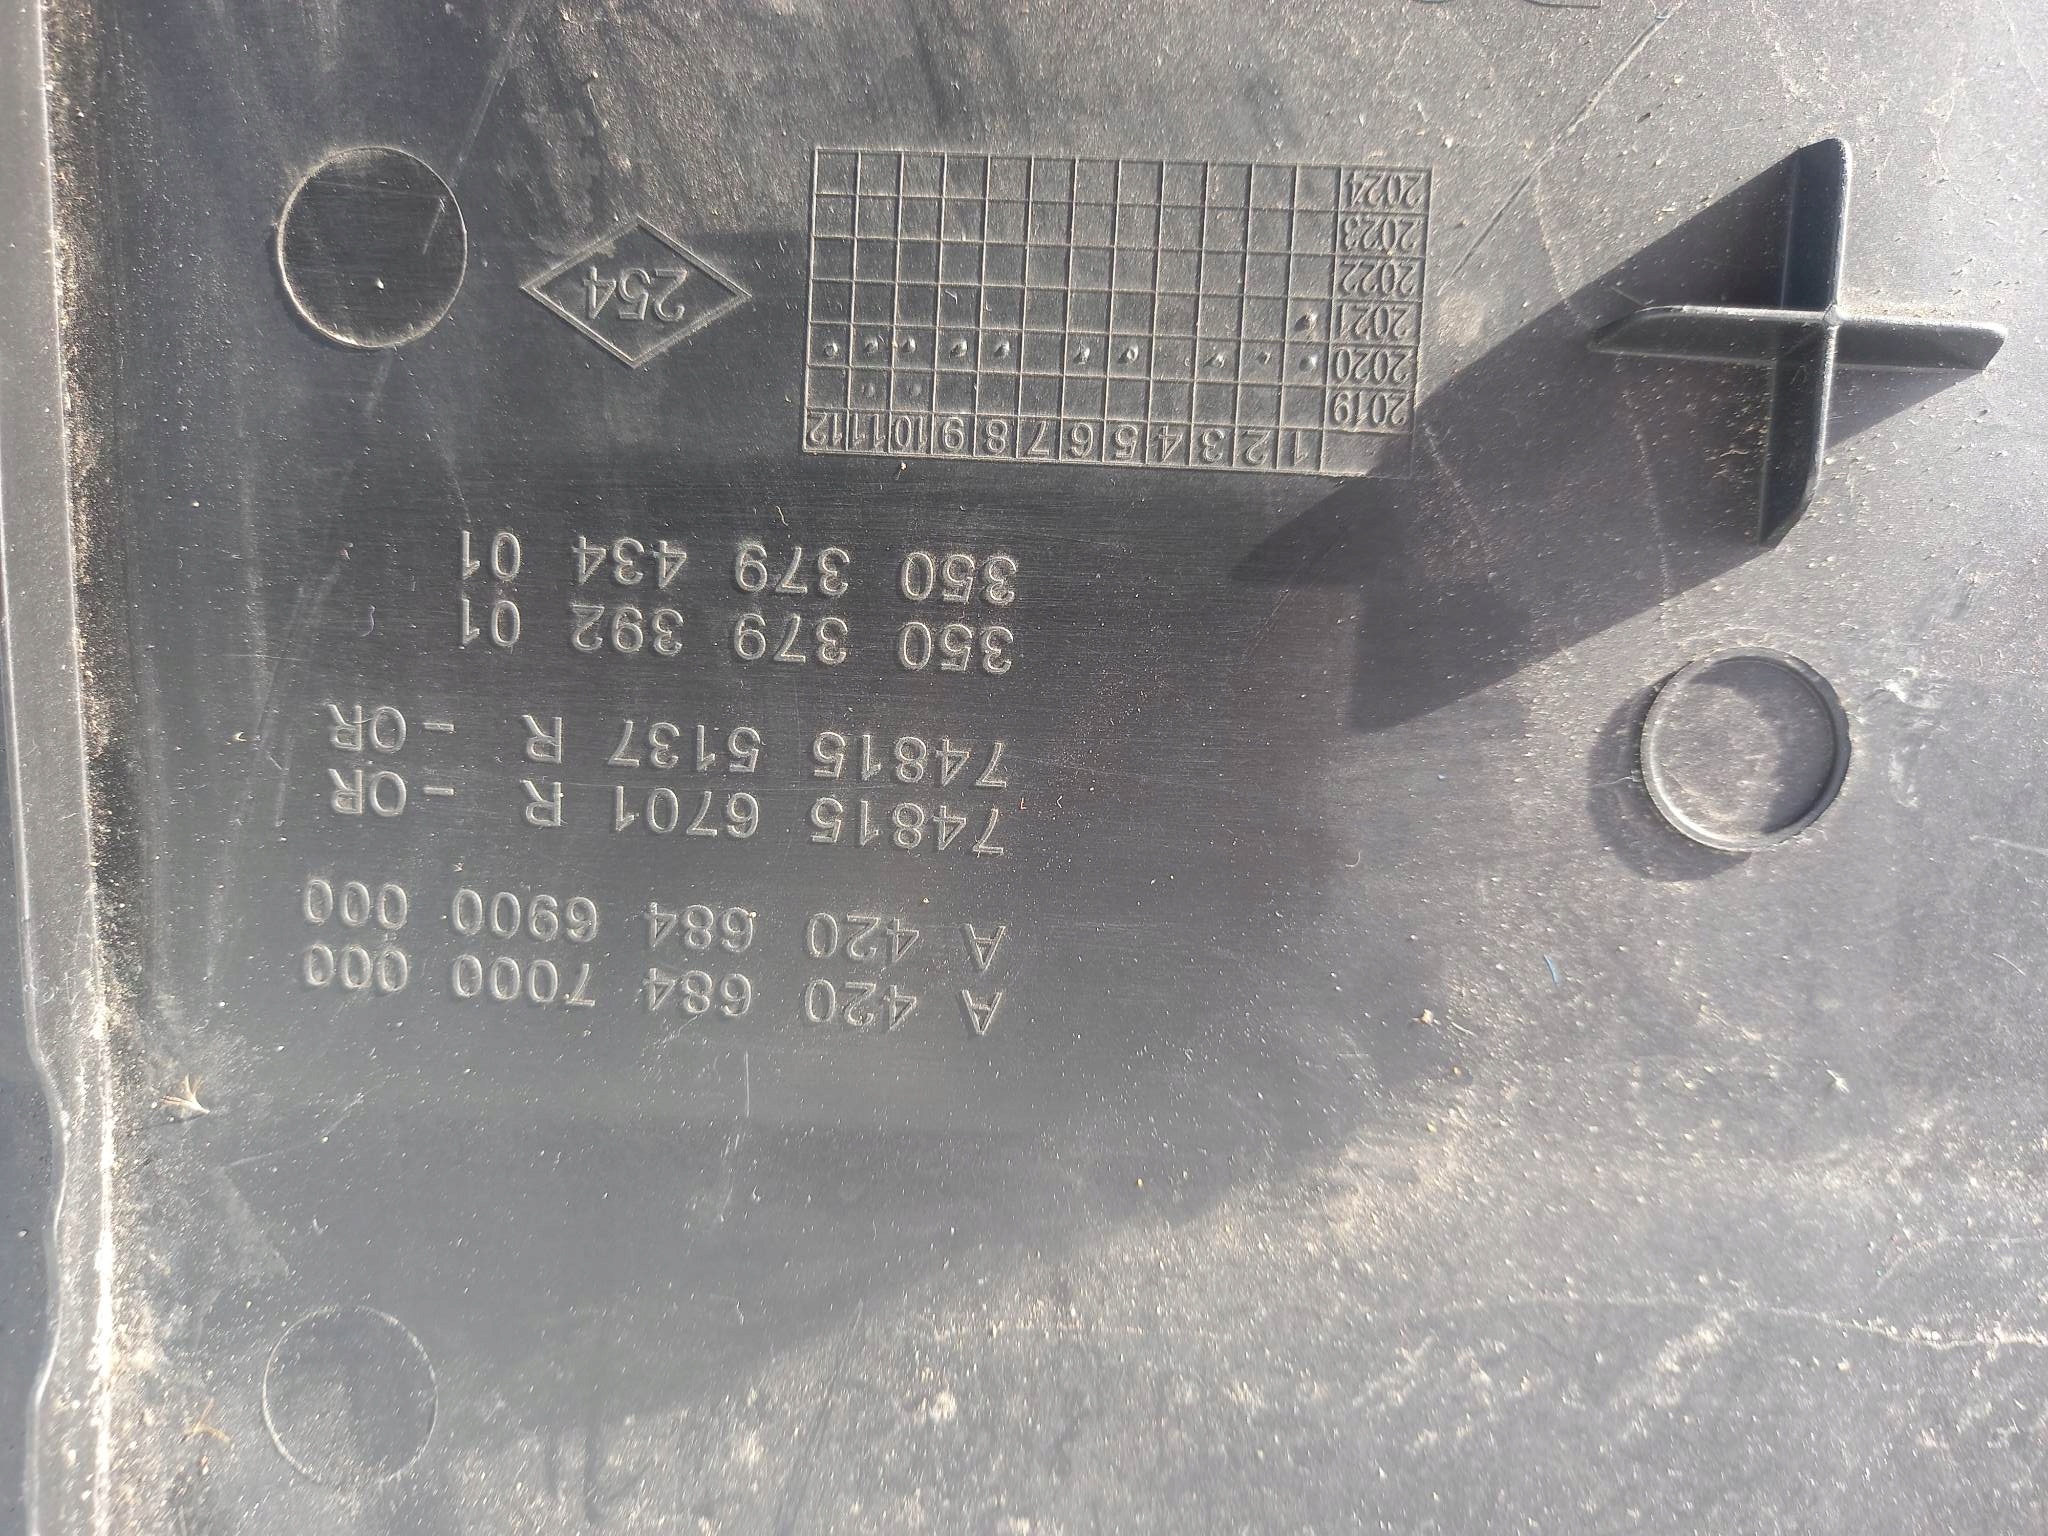 A 420 684 7000 000
A 420 684 6900 000
74815 6701 R - OR
74815 5137 R - OR
350 379 392 01
350 379 434 01
1 2 3 4 5 6 7 8 9 10 11 12
2019
2020
2021
2022
2023
2024
254